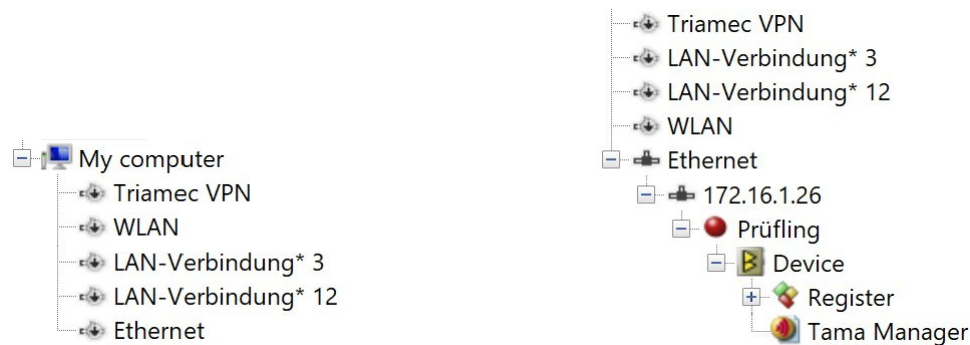 My computer
Triamec VPN
WLAN
LAN-Verbindung* 3
LAN-Verbindung* 12
Ethernet
Triamec VPN
LAN-Verbindung* 3
LAN-Verbindung* 12
WLAN
Ethernet
172.16.1.26
Prüfling
Device
Register
Tama Manager